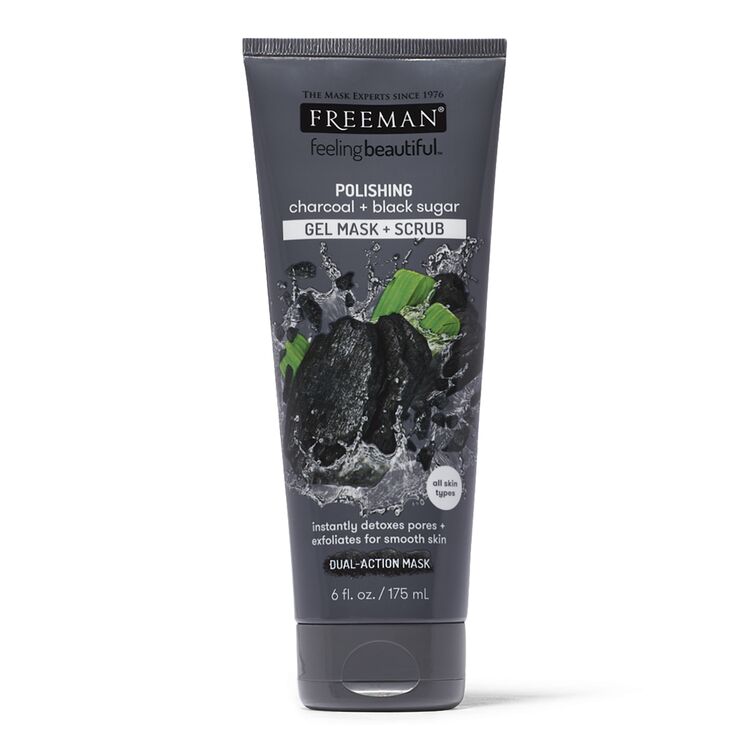 THE MASK EXPERTS SINCE 1976
FREEMAN®
feelingbeautiful™
POLISHING
charcoal + black sugar
GEL MASK + SCRUB
all skin
types
instantly detoxes pores +
exfoliates for smooth skin
DUAL-ACTION MASK
6 fl. oz. / 175 mL